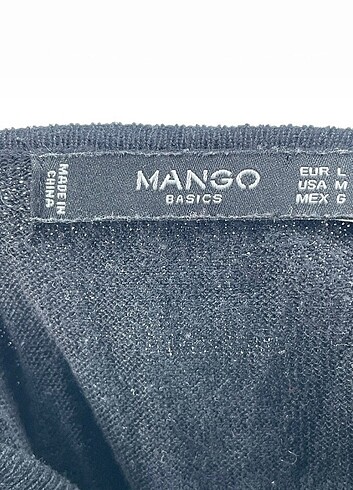 MADE IN
CHINA
MANGO
BASICS
EUR L
USA M
MEX G